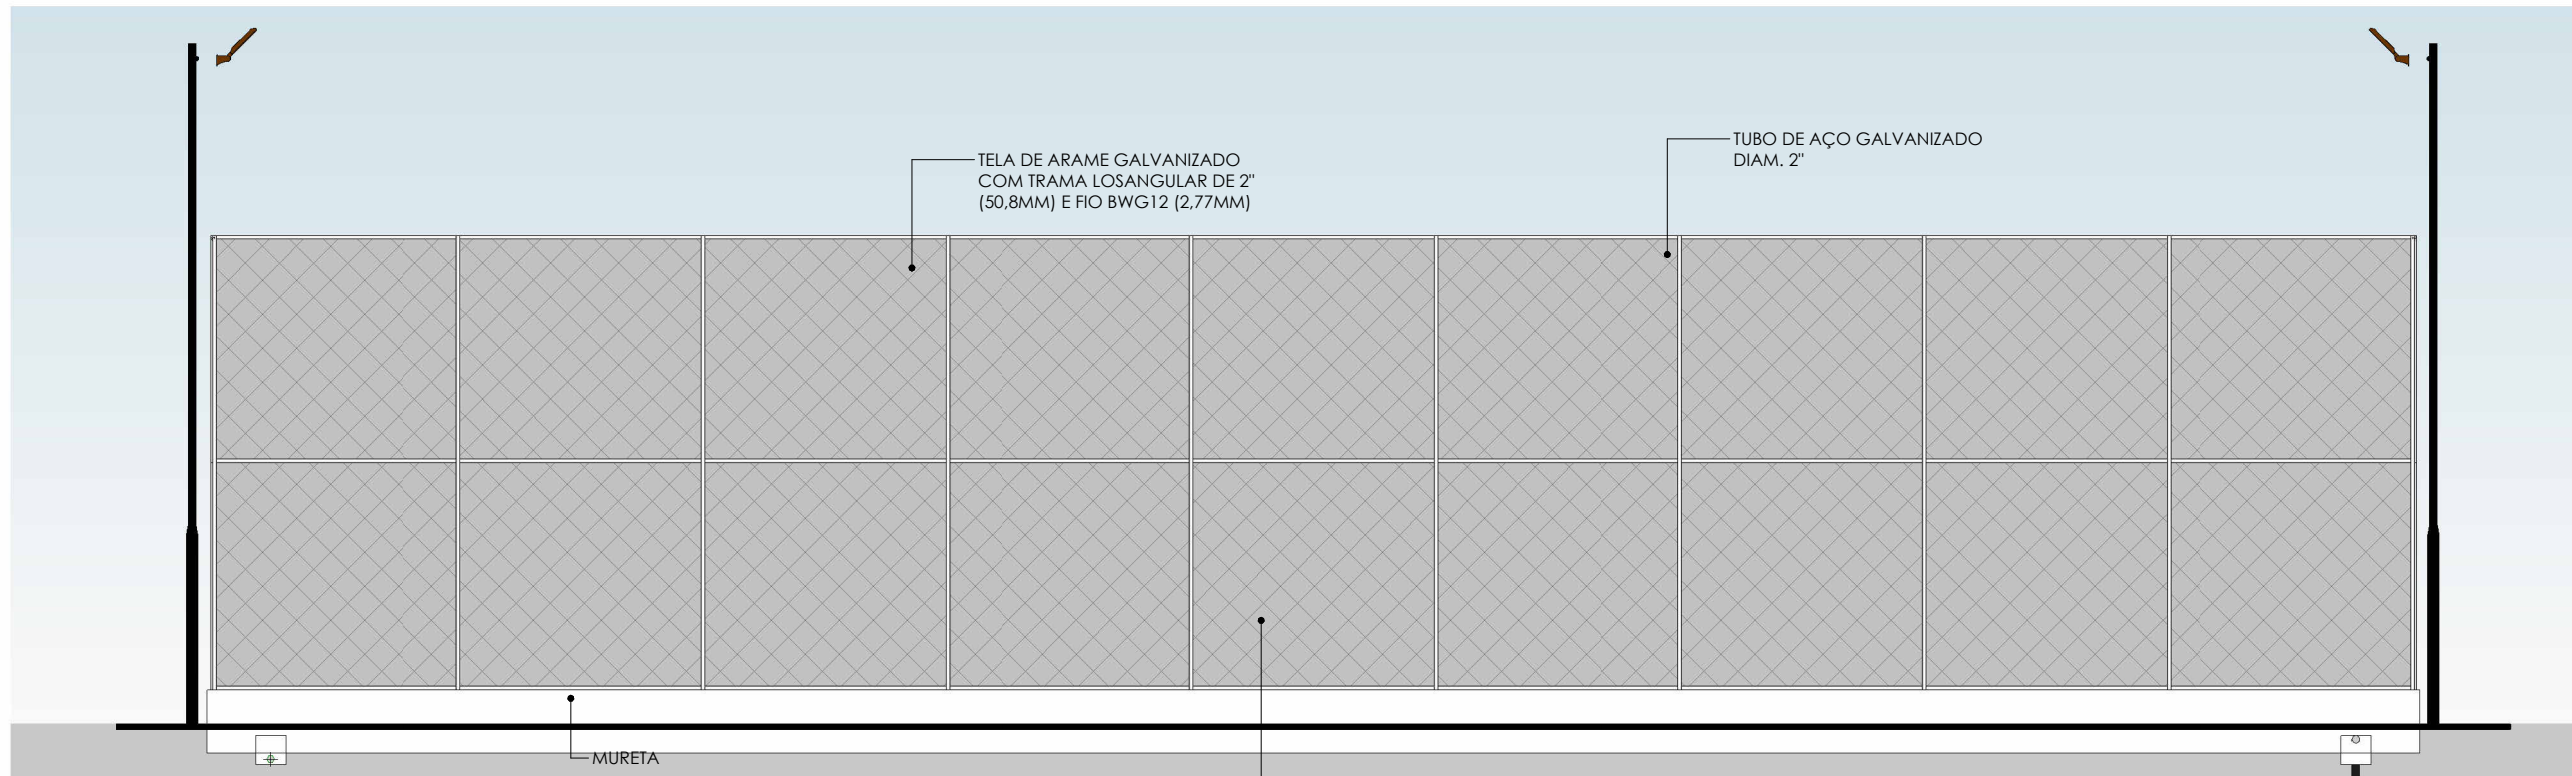 TUBO DE AÇO GALVANIZADO
DIAM. 2"
TELA DE ARAME GALVANIZADO
COM TRAMA LOSANGULAR DE 2"
(50,8MM) E FIO BWG12 (2,77MM)
MURETA